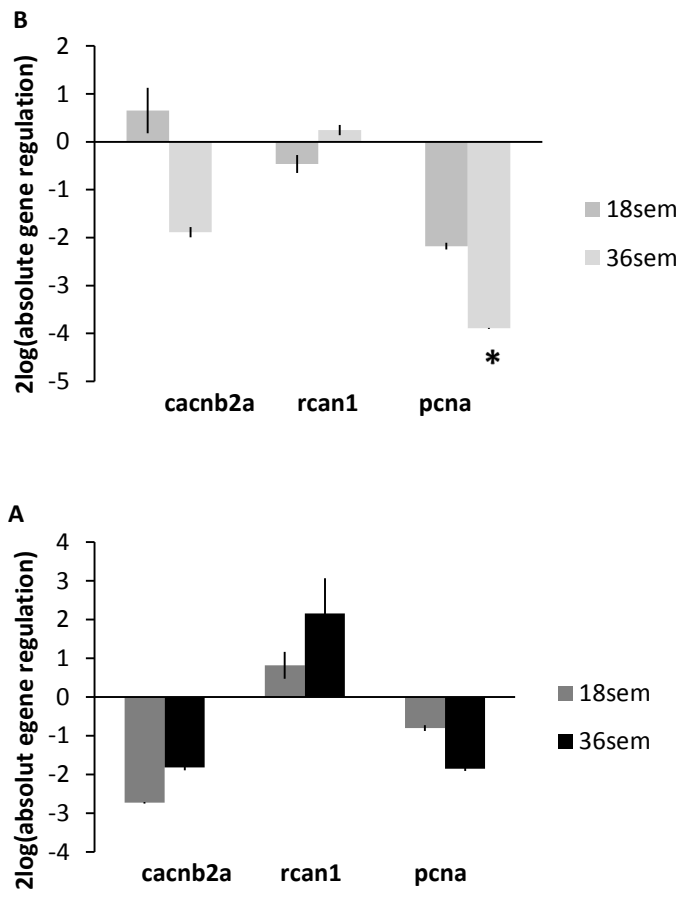 B
2log(absolute gene regulation)
2
1
0
-1
-2
-3
-4
-5
*
cacnb2a rcan1 pcna
18sem
36sem
A
2log(absolut egene regulation)
4
3
2
1
0
-1
-2
-3
-4
cacnb2a rcan1 pcna
18sem
36sem